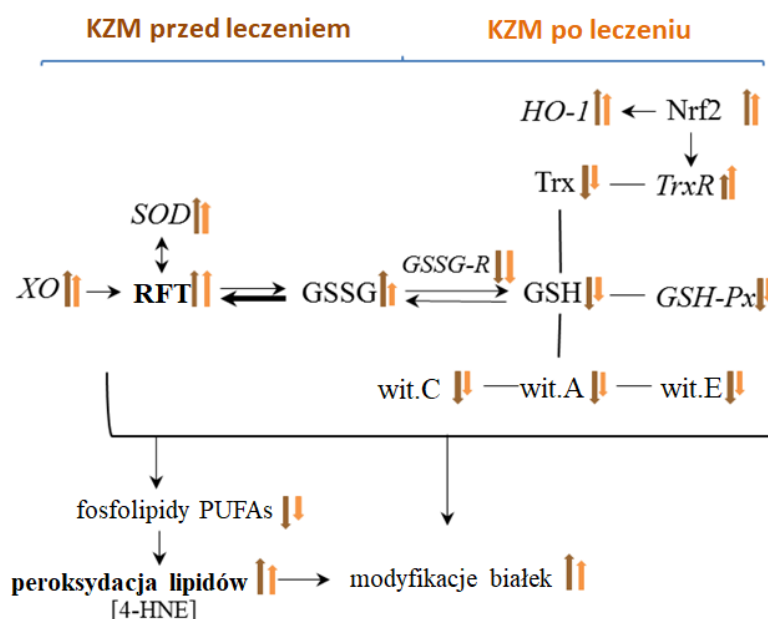 KZM przed leczeniem KZM po leczeniu
HO-1 Nrf2
Trx TrxR
SOD
GSSG-R
XO RFT GSSG GSH GSH-Px
wit.C wit.A wit.E
fosfolipidy PUFAs
peroksydacja lipidów modyfikacje białek
[4-HNE]